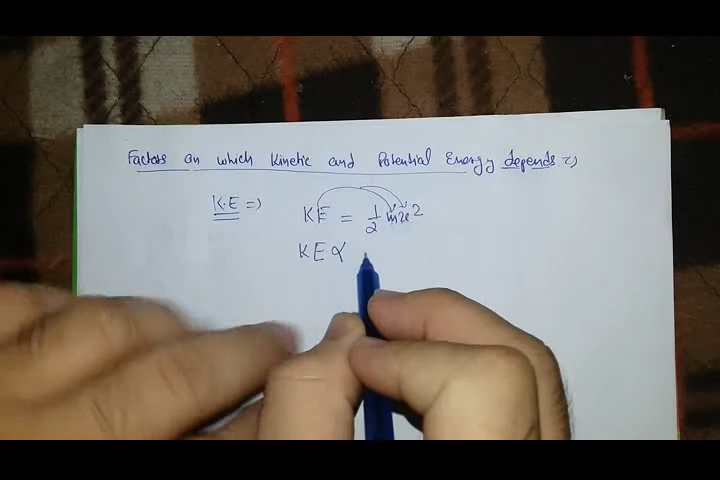 Factors on which Kinetic and Potential Energy depends :)
K.E => KE = 1/2 mv²
KE ∝